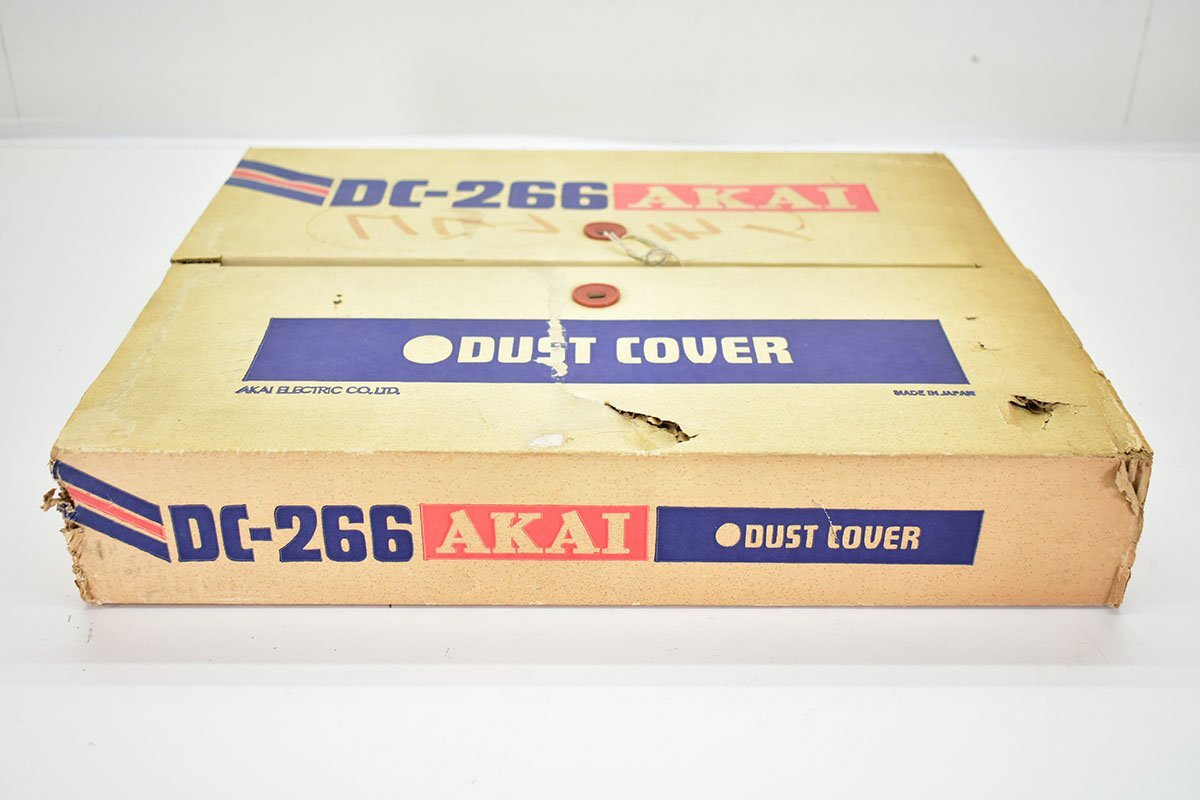 DC-266 AKAI
DUST COVER
AKAI ELECTRIC CO., LTD.
MADE IN JAPAN
DC-266 AKAI DUST COVER